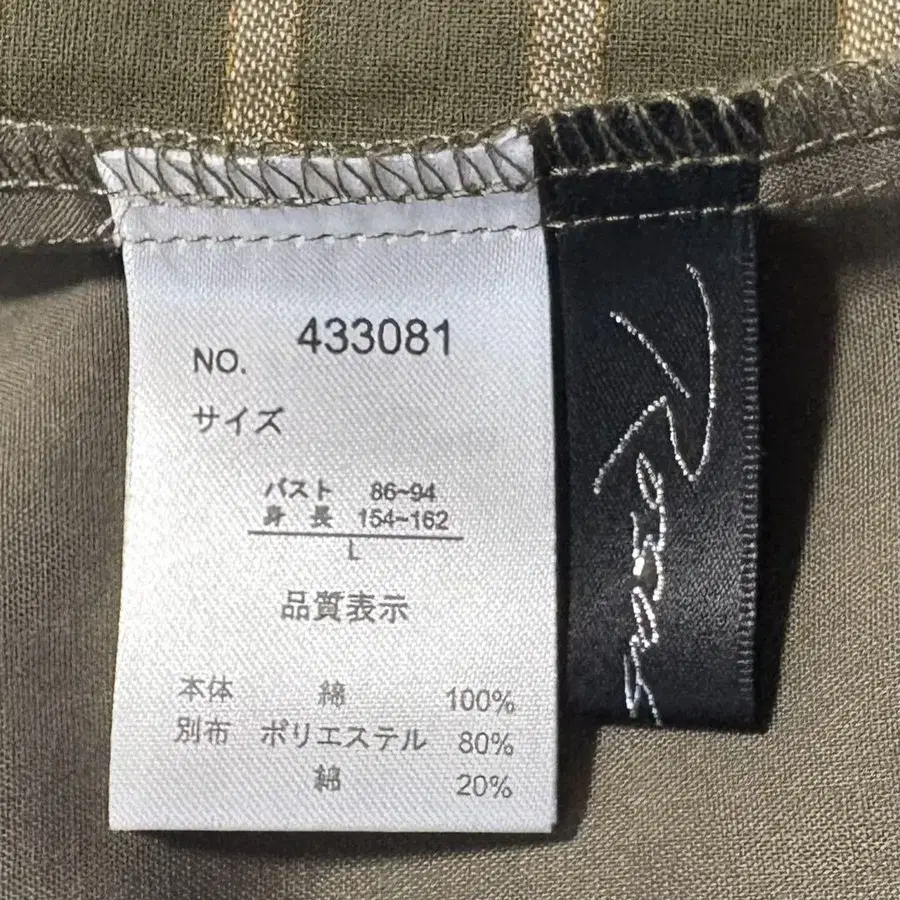 NO. 433081
サイズ
バスト 86~94
身長 154~162
L
品質表示
本体 綿 100%
別布 ポリエステル 80%
綿 20%